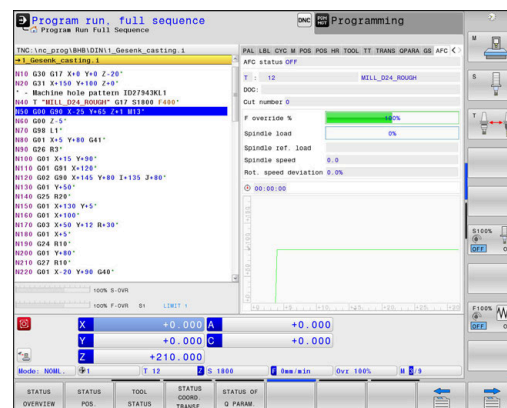 Program run, full sequence
Program Run Full Sequence
DNC
Programming
TNC:\nc_prog\BHB\DIN\1_Gesenk_casting.i
→1_Gesenk_casting.i
N10 G30 G17 X+0 Y+0 Z-20*
N20 G31 X+150 Y+100 Z+0*
* - Machine hole pattern ID27943KL1
N40 T "MILL_D24_ROUGH" G17 S1800 F400*
N50 G00 G90 X-25 Y+65 Z+1 M13*
N60 G00 Z-5*
N70 G98 L1*
N80 G01 X+5 Y+80 G41*
N90 G26 R3*
N100 G01 X+15 Y+90*
N110 G01 G91 X+120*
N120 G02 G90 X+145 Y+80 I+135 J+80*
N130 G01 Y+50*
N140 G25 R20*
N150 G01 X+130 Y+5*
N160 G01 X+100*
N170 G03 X+50 Y+12 R+30*
N180 G01 X+5*
N190 G24 R10*
N200 G01 Y+80*
N210 G27 R10*
N220 G01 X-20 Y+90 G40*
100% S-OVR
100% F-OVR S1 LIMIT 1
PAL LBL CYC M POS POS HR TOOL TT TRANS QPARA GS AFC
AFC status OFF
T : 12 MILL_D24_ROUGH
DOC:
Cut number 0
F override % 100%
Spindle load 0%
Spindle ref. load
Spindle speed 0.0
Rot. speed deviation 0.0%
00:00:00
X +0.000 A +0.000
Y +0.000 C +0.000
Z +210.000
Mode: NOML. 1 T 12 Z S 1800 F 0mm/min Ovr 100% M 5/9
STATUS OVERVIEW
STATUS POS.
TOOL STATUS
STATUS COORD. TRANSF.
STATUS OF Q PARAM.
M
S
T
S100%
OFF
F100%
OFF